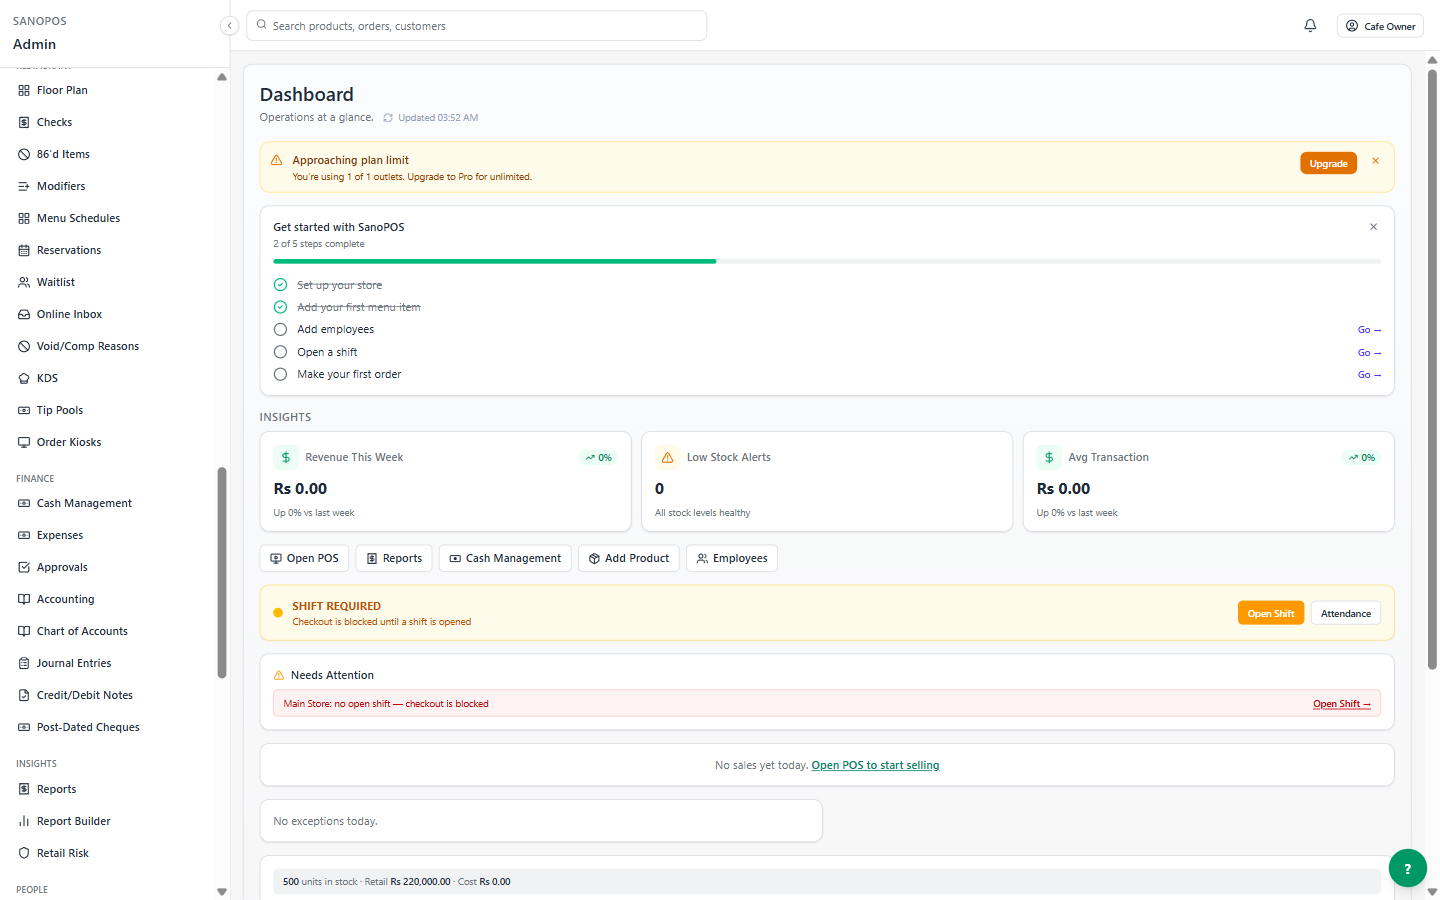 SANOPOS
Admin
Search products, orders, customers
Cafe Owner
Floor Plan
Checks
86'd Items
Modifiers
Menu Schedules
Reservations
Waitlist
Online Inbox
Void/Comp Reasons
KDS
Tip Pools
Order Kiosks
FINANCE
Cash Management
Expenses
Approvals
Accounting
Chart of Accounts
Journal Entries
Credit/Debit Notes
Post-Dated Cheques
INSIGHTS
Reports
Report Builder
Retail Risk
PEOPLE
Dashboard
Operations at a glance. Updated 03:52 AM
Approaching plan limit
You're using 1 of 1 outlets. Upgrade to Pro for unlimited.
Upgrade
Get started with SanoPOS
2 of 5 steps complete
Set up your store
Add your first menu item
Add employees Go →
Open a shift Go →
Make your first order Go →
INSIGHTS
Revenue This Week 0%
Rs 0.00
Up 0% vs last week
Low Stock Alerts
0
All stock levels healthy
Avg Transaction 0%
Rs 0.00
Up 0% vs last week
Open POS Reports Cash Management Add Product Employees
SHIFT REQUIRED
Checkout is blocked until a shift is opened
Open Shift Attendance
Needs Attention
Main Store: no open shift — checkout is blocked Open Shift →
No sales yet today. Open POS to start selling
No exceptions today.
500 units in stock · Retail Rs 220,000.00 · Cost Rs 0.00
?